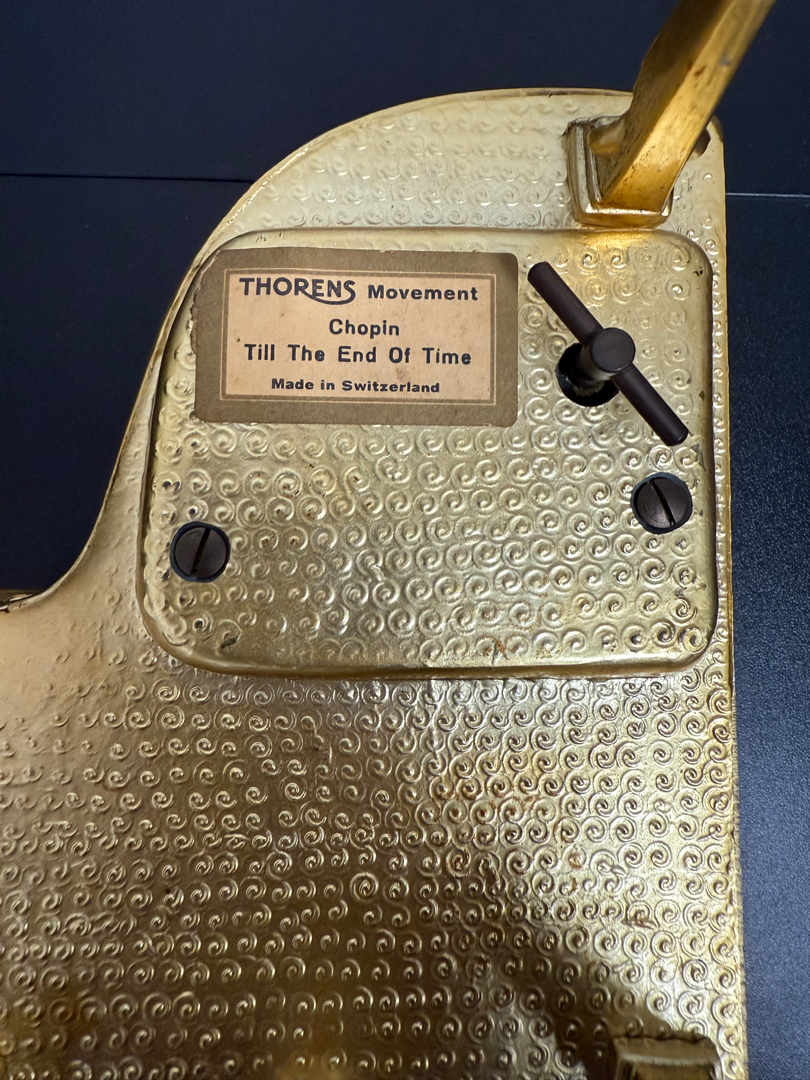 THORENS Movement
Chopin
Till The End Of Time
Made in Switzerland